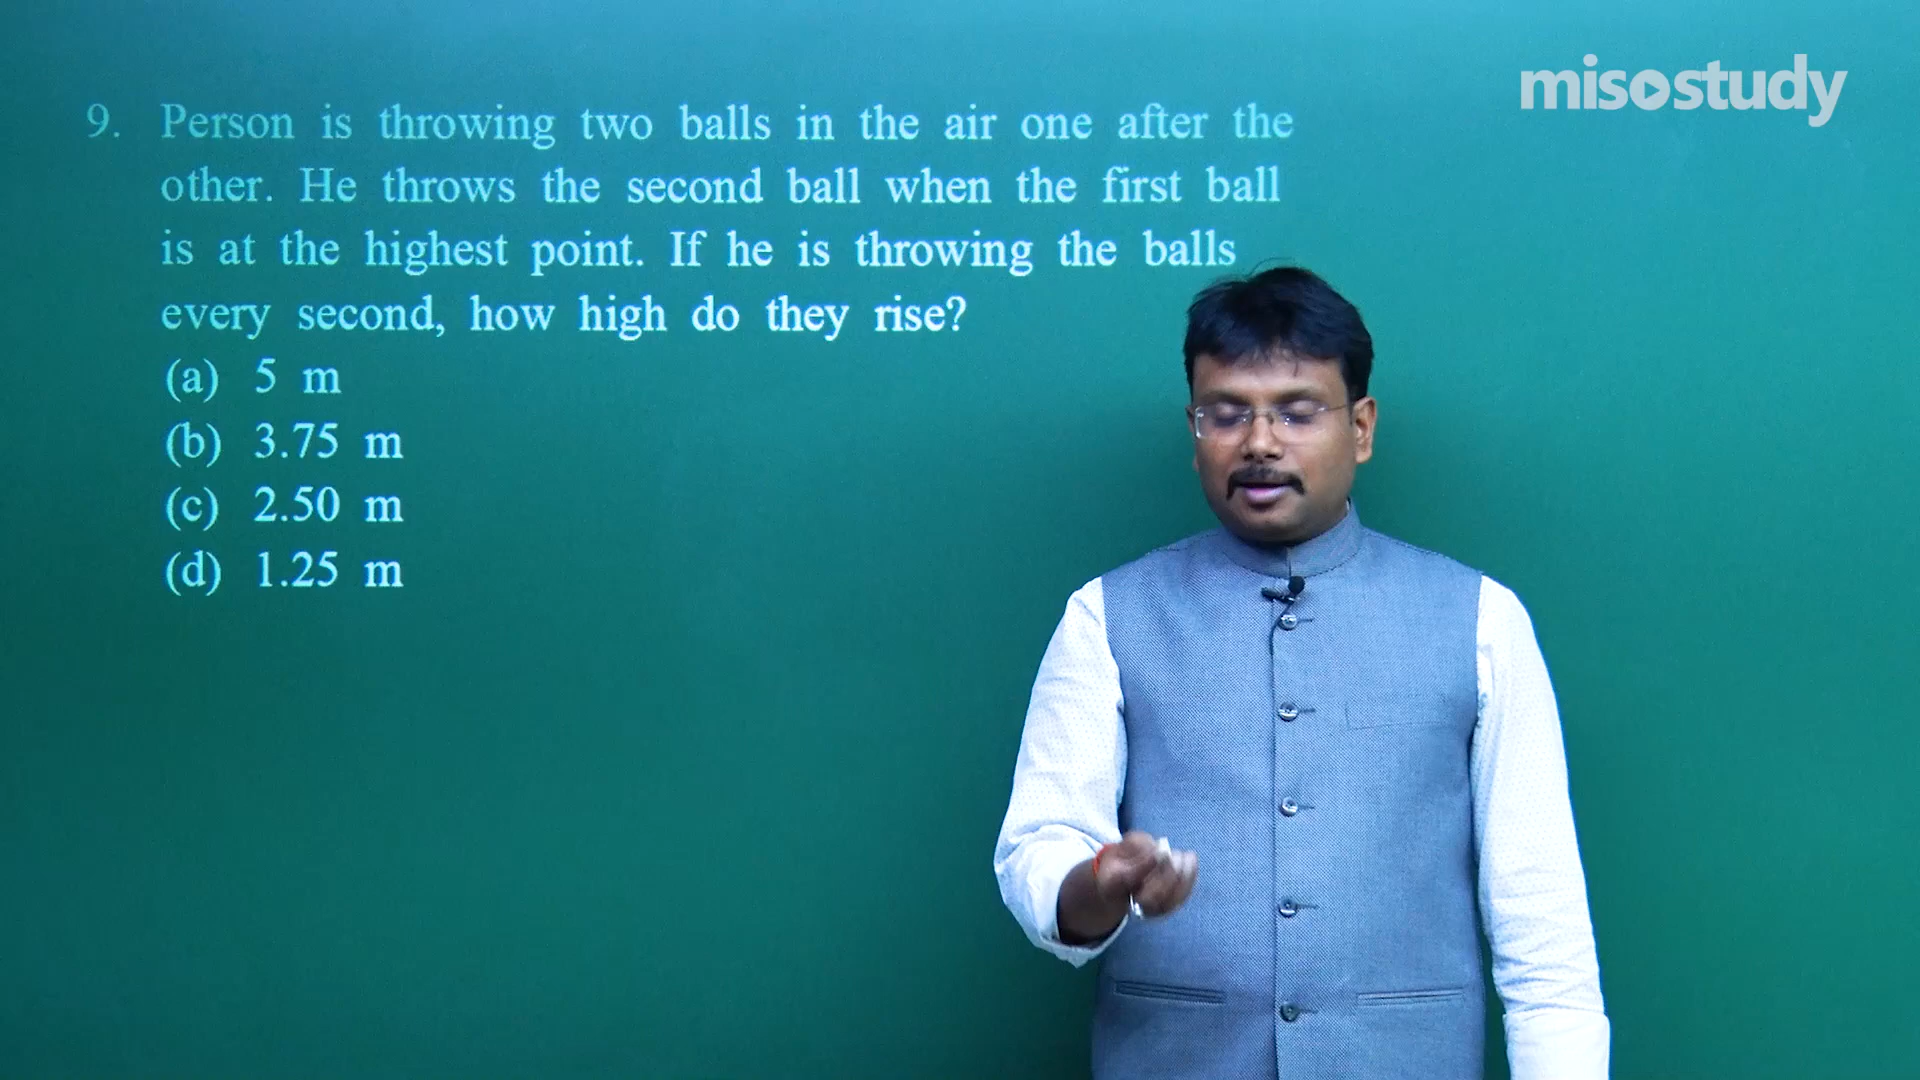 misostudy
9. Person is throwing two balls in the air one after the
other. He throws the second ball when the first ball
is at the highest point. If he is throwing the balls
every second, how high do they rise?
(a) 5 m
(b) 3.75 m
(c) 2.50 m
(d) 1.25 m